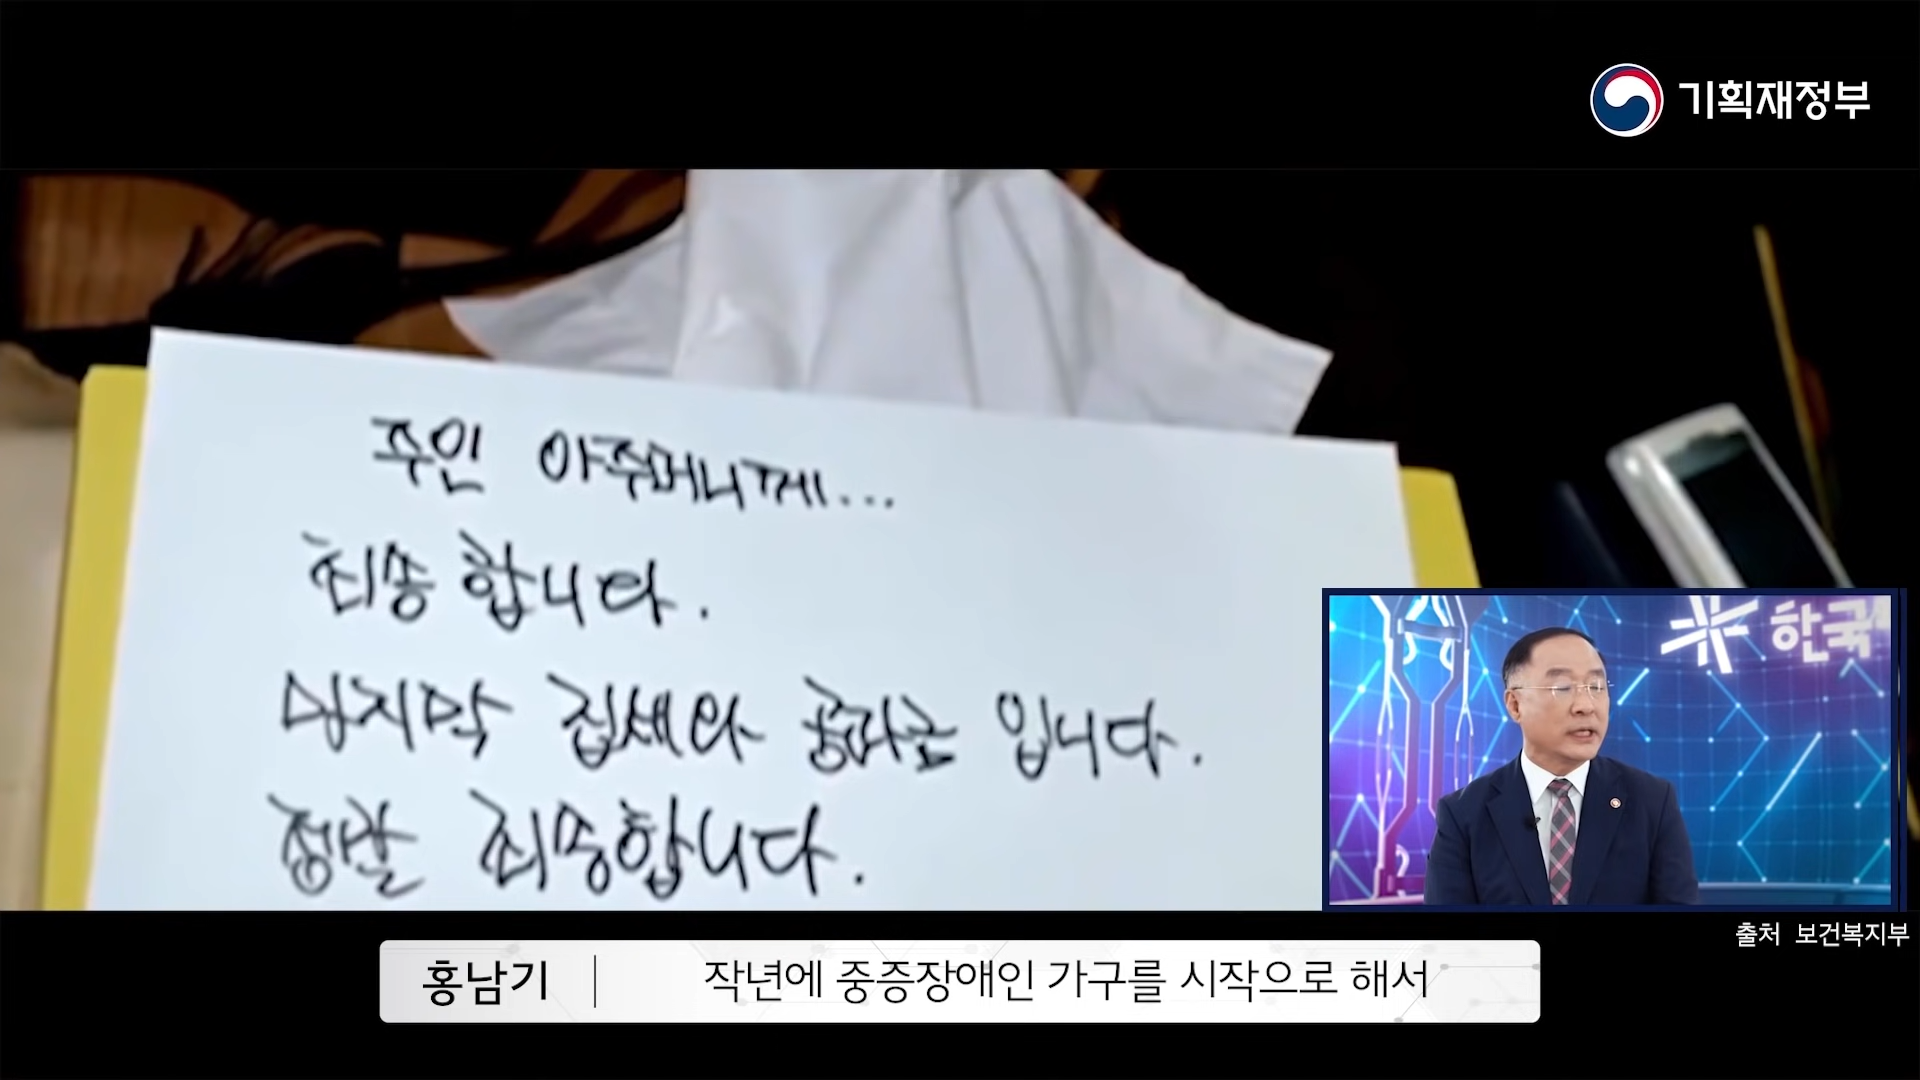 기획재정부
주인 아주머니께...
죄송합니다.
마지막 집세와 공과금 입니다.
정말 죄송합니다.
한국
출처 보건복지부
홍남기
작년에 중증장애인 가구를 시작으로 해서